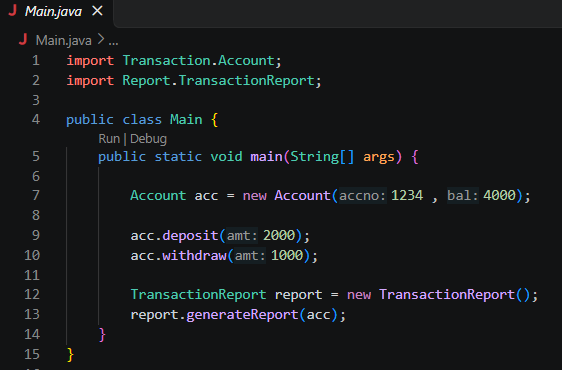 J Main.java ×
J Main.java > ...
1 import Transaction.Account;
2 import Report.TransactionReport;
3
4 public class Main {
Run | Debug
5 public static void main(String[] args) {
6
7 Account acc = new Account(accno: 1234 , bal: 4000);
8
9 acc.deposit(amt: 2000);
10 acc.withdraw(amt: 1000);
11
12 TransactionReport report = new TransactionReport();
13 report.generateReport(acc);
14 }
15 }